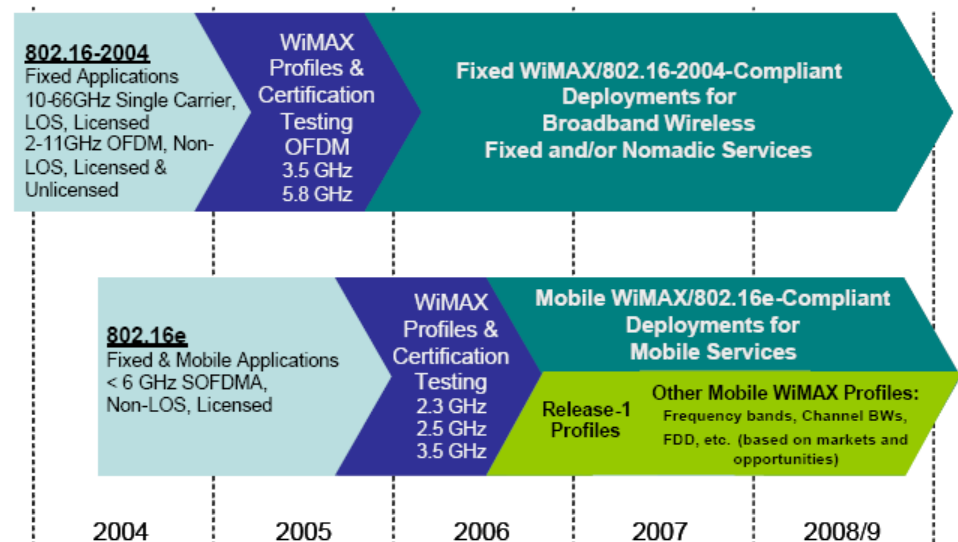 802.16-2004
Fixed Applications
10-66GHz Single Carrier,
LOS, Licensed
2-11GHz OFDM, Non-
LOS, Licensed &
Unlicensed
WiMAX
Profiles &
Certification
Testing
OFDM
3.5 GHz
5.8 GHz
Fixed WiMAX/802.16-2004-Compliant
Deployments for
Broadband Wireless
Fixed and/or Nomadic Services
802.16e
Fixed & Mobile Applications
< 6 GHz SOFDMA,
Non-LOS, Licensed
WiMAX
Profiles &
Certification
Testing
2.3 GHz
2.5 GHz
3.5 GHz
Mobile WiMAX/802.16e-Compliant
Deployments for
Mobile Services
Release-1
Profiles
Other Mobile WiMAX Profiles:
Frequency bands, Channel BWs,
FDD, etc. (based on markets and
opportunities)
2004
2005
2006
2007
2008/9